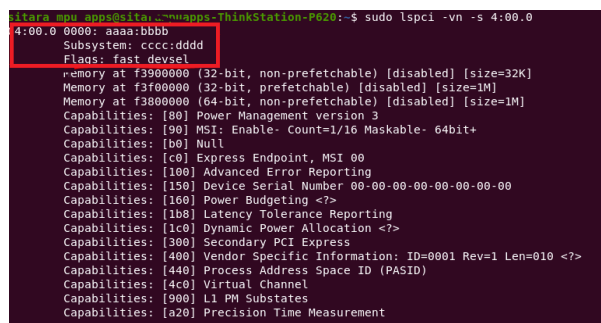 sitara_mpu_apps@sitara-mpuapps-ThinkStation-P620:~$ sudo lspci -vn -s 4:00.0
4:00.0 0000: aaaa:bbbb
Subsystem: cccc:dddd
Flags: fast devsel
Memory at f3900000 (32-bit, non-prefetchable) [disabled] [size=32K]
Memory at f3f00000 (32-bit, prefetchable) [disabled] [size=1M]
Memory at f3800000 (64-bit, non-prefetchable) [disabled] [size=1M]
Capabilities: [80] Power Management version 3
Capabilities: [90] MSI: Enable- Count=1/16 Maskable- 64bit+
Capabilities: [b0] Null
Capabilities: [c0] Express Endpoint, MSI 00
Capabilities: [100] Advanced Error Reporting
Capabilities: [150] Device Serial Number 00-00-00-00-00-00-00-00
Capabilities: [160] Power Budgeting <?>
Capabilities: [1b8] Latency Tolerance Reporting
Capabilities: [1c0] Dynamic Power Allocation <?>
Capabilities: [300] Secondary PCI Express
Capabilities: [400] Vendor Specific Information: ID=0001 Rev=1 Len=010 <?>
Capabilities: [440] Process Address Space ID (PASID)
Capabilities: [4c0] Virtual Channel
Capabilities: [900] L1 PM Substates
Capabilities: [a20] Precision Time Measurement